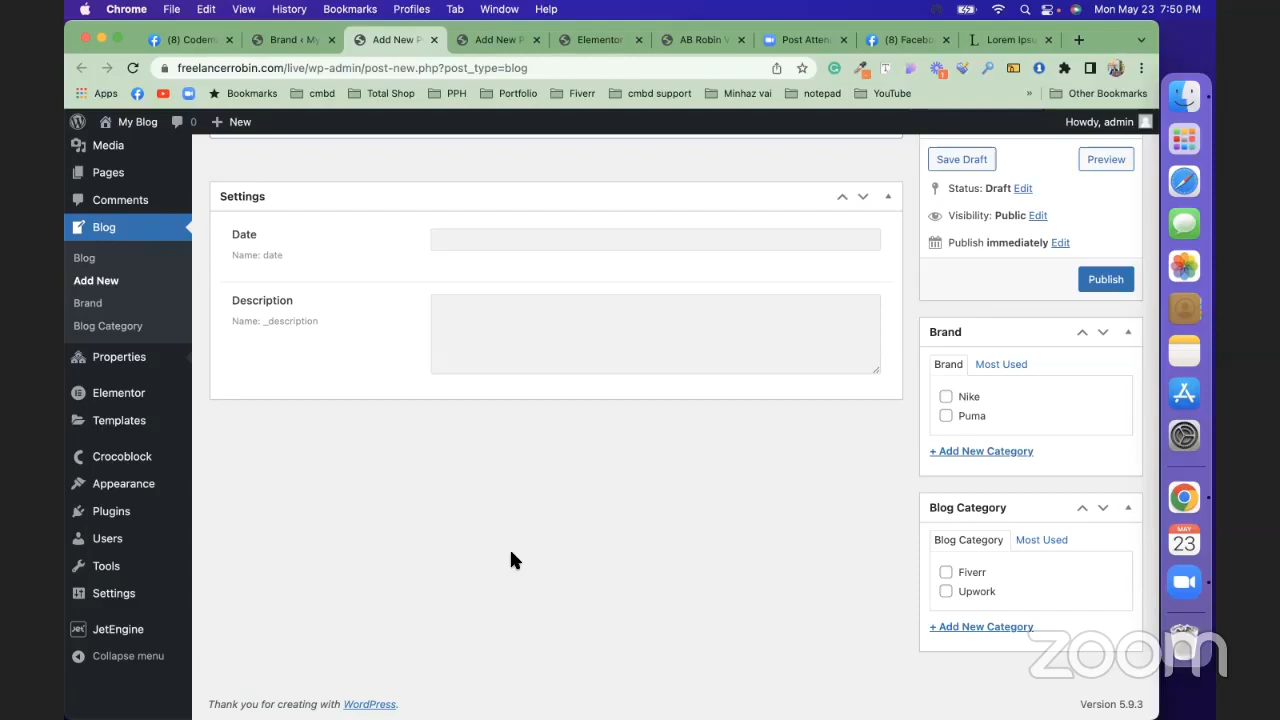 Chrome File Edit View History Bookmarks Profiles Tab Window Help Mon May 23 7:50 PM
(8) Codem Brand ‹ My Add New P Add New P Elementor AB Robin V Post Atten (8) Facebo Lorem Ipsu
freelancerrobin.com/live/wp-admin/post-new.php?post_type=blog
Apps Bookmarks cmbd Total Shop PPH Portfolio Fiverr cmbd support Minhaz vai notepad YouTube » Other Bookmarks
My Blog 0 + New Howdy, admin
Media
Pages
Comments
Blog
Blog
Add New
Brand
Blog Category
Properties
Elementor
Templates
Crocoblock
Appearance
Plugins
Users
Tools
Settings
JetEngine
Collapse menu
Settings
Date
Name: date
Description
Name: _description
Save Draft Preview
Status: Draft Edit
Visibility: Public Edit
Publish immediately Edit
Publish
Brand
Brand Most Used
Nike
Puma
+ Add New Category
Blog Category
Blog Category Most Used
Fiverr
Upwork
+ Add New Category
MAY
23
zoom
Thank you for creating with WordPress. Version 5.9.3